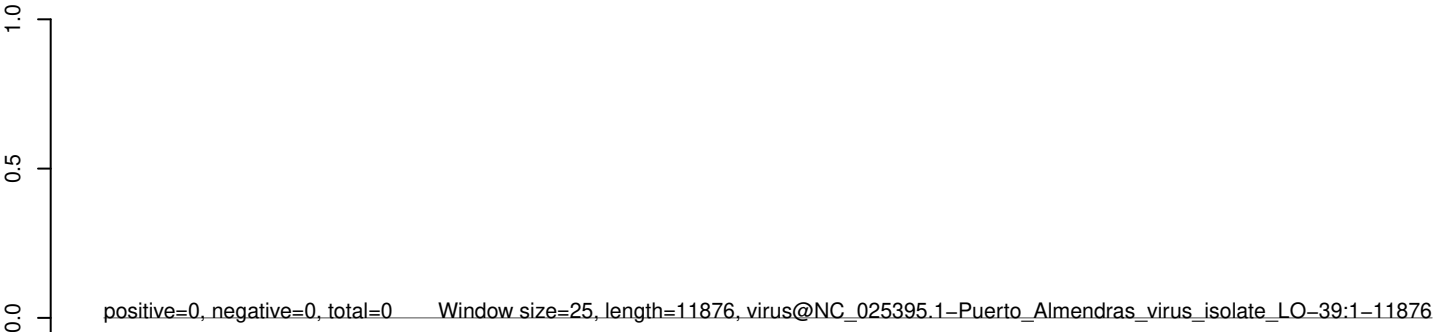 1.0
0.5
0.0
positive=0, negative=0, total=0 Window size=25, length=11876, virus@NC_025395.1−Puerto_Almendras_virus_isolate_LO−39:1−11876